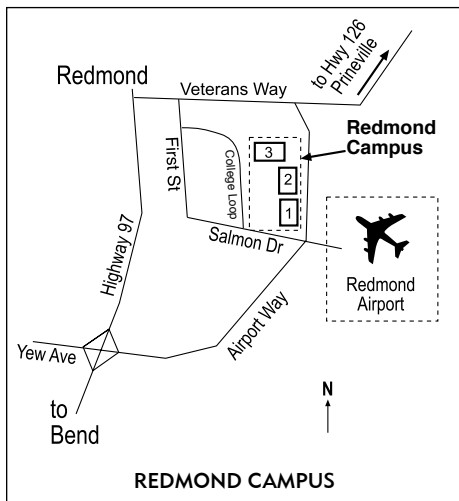 to Hwy 126
Prineville
Redmond
Veterans Way
Redmond
Campus
First St
College Loop
3
2
1
Salmon Dr
Highway 97
Redmond
Airport
Airport Way
Yew Ave
to
Bend
N
REDMOND CAMPUS